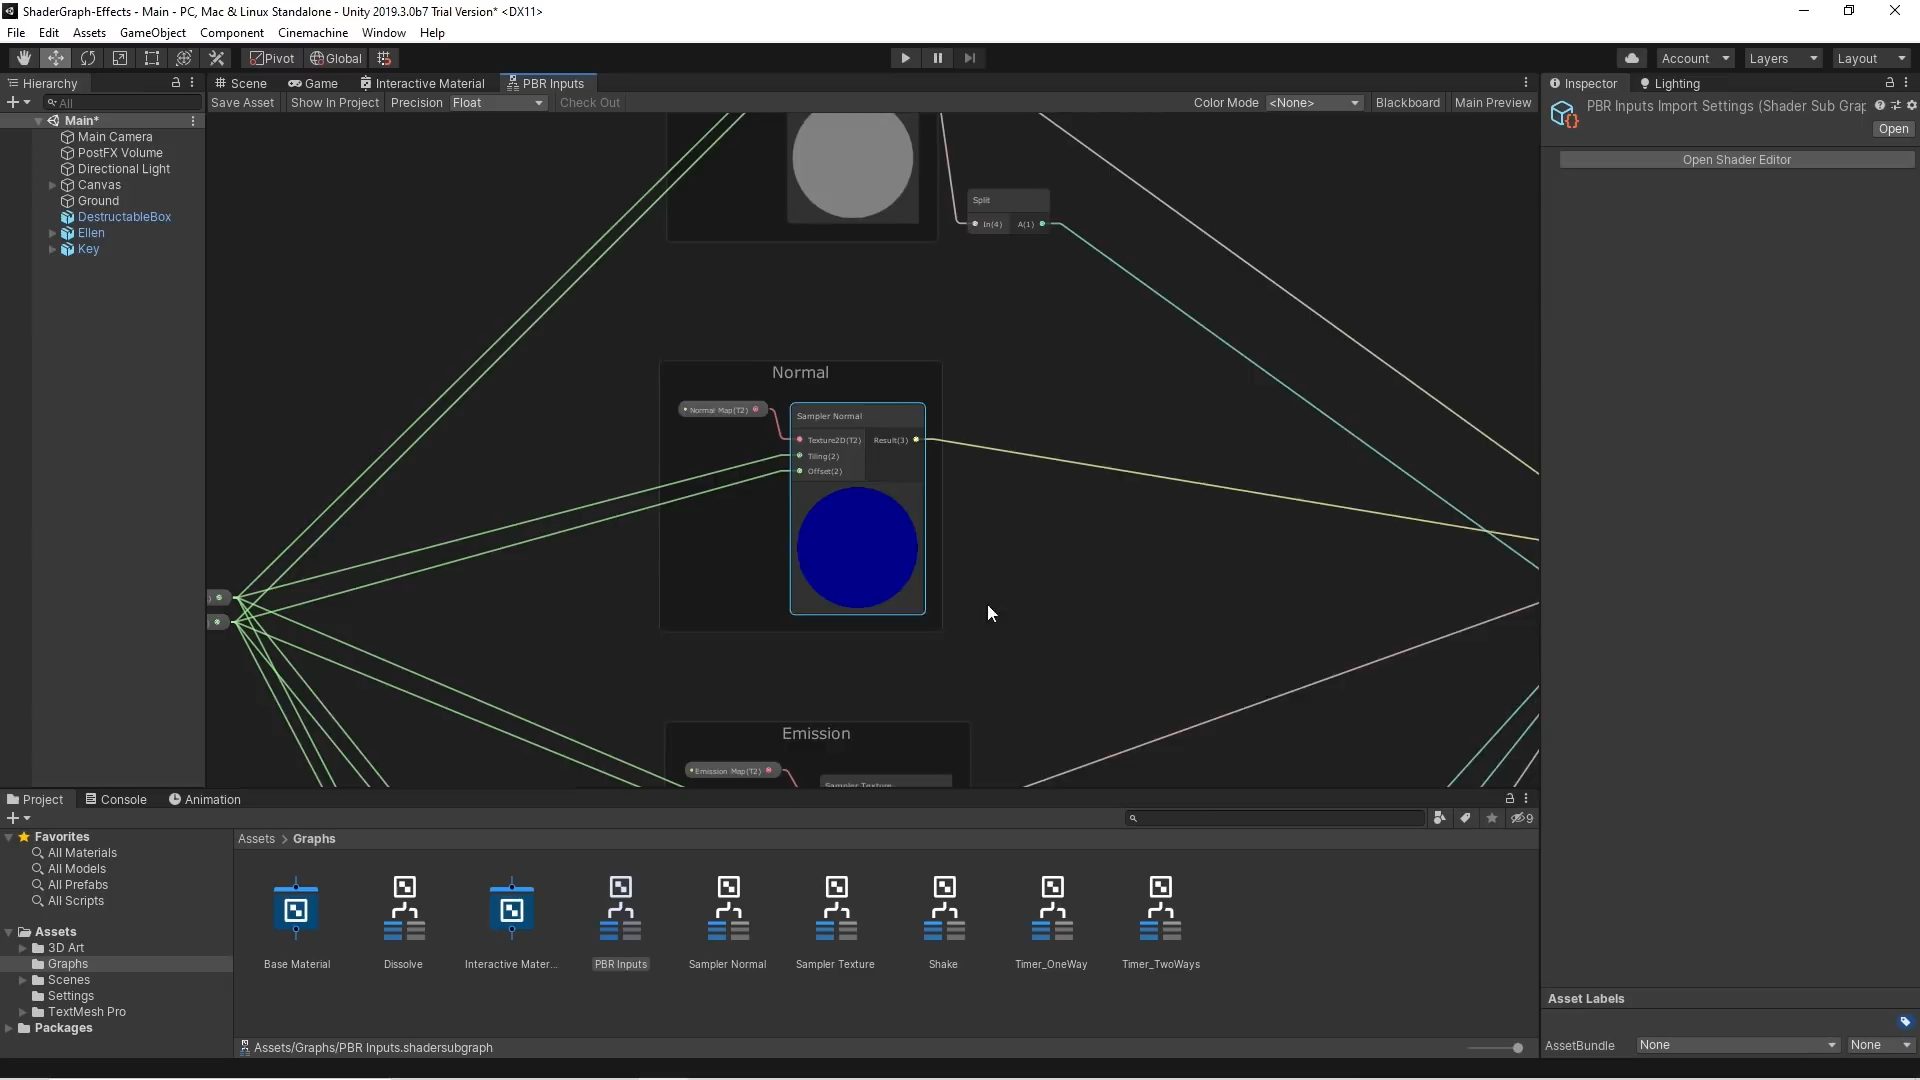 ShaderGraph-Effects - Main - PC, Mac & Linux Standalone - Unity 2019.3.0b7 Trial Version* <DX11>
File Edit Assets GameObject Component Cinemachine Window Help
Pivot Global Account Layers Layout
Hierarchy
All
Main*
Main Camera
PostFX Volume
Directional Light
Canvas
Ground
DestructableBox
Ellen
Key
Scene Game Interactive Material PBR Inputs
Save Asset Show In Project Precision Float Check Out Color Mode <None> Blackboard Main Preview
Split
In(4) A(1)
Normal
Normal Map(T2)
Sampler Normal
Texture2D(T2) Result(3)
Tiling(2)
Offset(2)
Emission
Emission Map(T2)
Sampler Texture
Inspector Lighting
PBR Inputs Import Settings (Shader Sub Grap
Open
Open Shader Editor
Asset Labels
AssetBundle None None
Project Console Animation
9
Favorites
All Materials
All Models
All Prefabs
All Scripts
Assets
3D Art
Graphs
Scenes
Settings
TextMesh Pro
Packages
Assets > Graphs
Base Material Dissolve Interactive Mater... PBR Inputs Sampler Normal Sampler Texture Shake Timer_OneWay Timer_TwoWays
Assets/Graphs/PBR Inputs.shadersubgraph